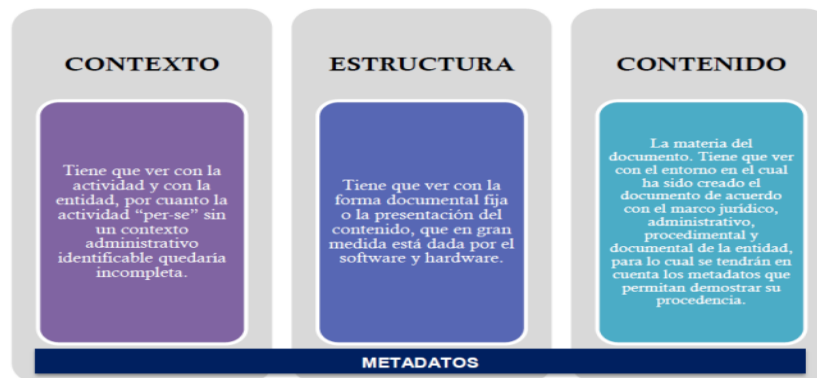 CONTEXTO
Tiene que ver con la
actividad y con la
entidad, por cuanto la
actividad “per-se” sin
un contexto
administrativo
identificable quedaría
incompleta.
ESTRUCTURA
Tiene que ver con la
forma documental fija
o la presentación del
contenido, que en gran
medida está dada por el
software y hardware.
CONTENIDO
La materia del
documento. Tiene que ver
con el entorno en el cual
ha sido creado el
documento de acuerdo
con el marco jurídico,
administrativo,
procedimental y
documental de la entidad,
para lo cual se tendrán en
cuenta los metadatos que
permitan demostrar su
procedencia.
METADATOS